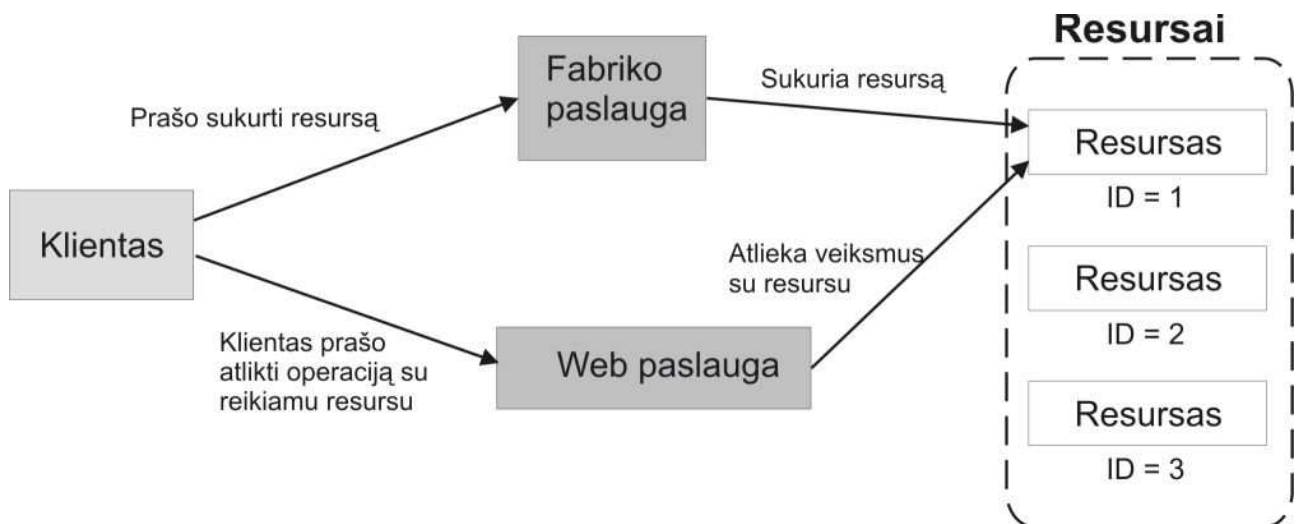 Resursai
Fabriko
paslauga
Sukuria resursą
Prašo sukurti resursą
Resursas
ID = 1
Klientas
Atlieka veiksmus
su resursu
Resursas
ID = 2
Klientas prašo
atlikti operaciją su
reikiamu resursu
Web paslauga
Resursas
ID = 3